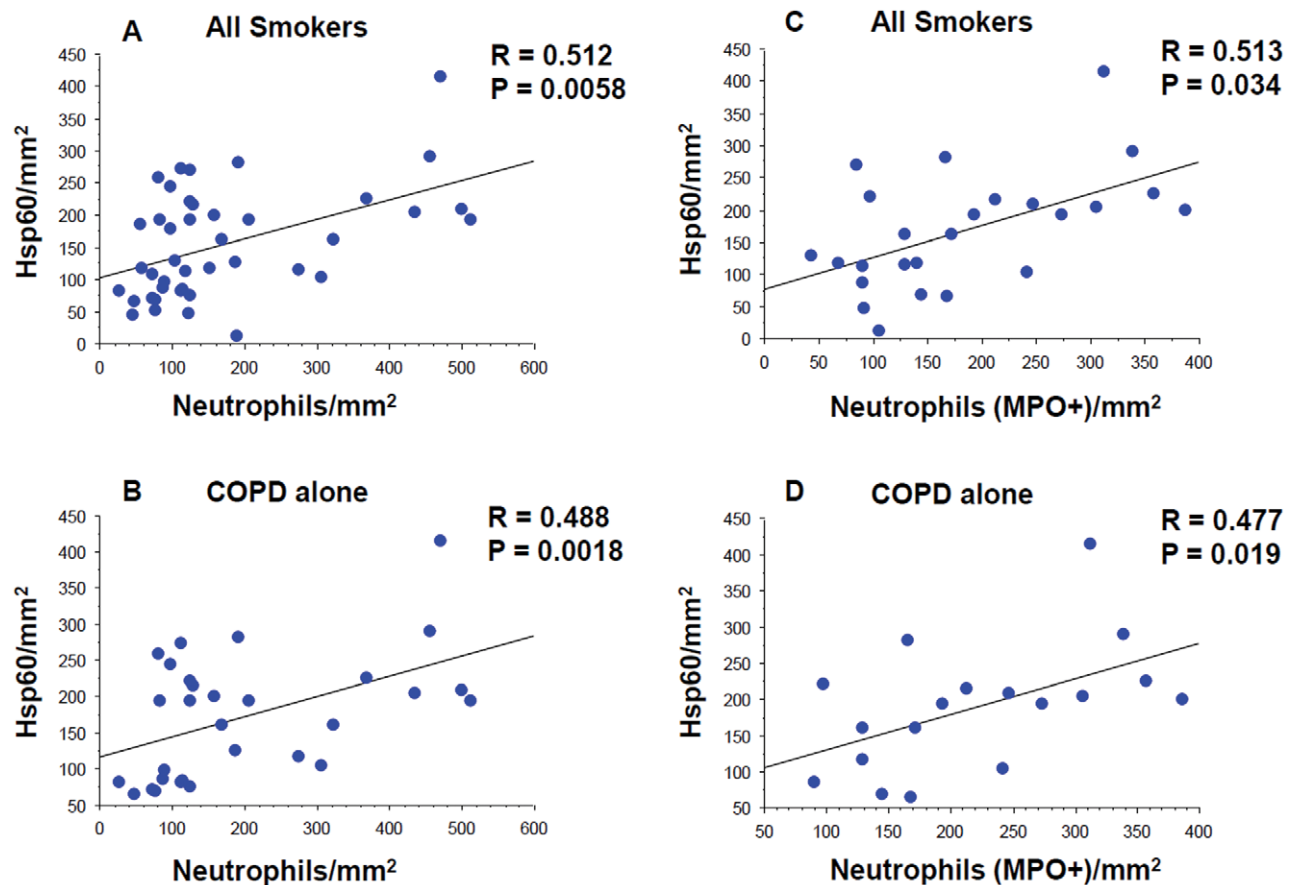 A All Smokers
R = 0.512
P = 0.0058
Hsp60/mm²
450
400
350
300
250
200
150
100
50
0
0 100 200 300 400 500 600
Neutrophils/mm²
C All Smokers
R = 0.513
P = 0.034
Hsp60/mm²
450
400
350
300
250
200
150
100
50
0
0 50 100 150 200 250 300 350 400
Neutrophils (MPO+)/mm²
B COPD alone
R = 0.488
P = 0.0018
Hsp60/mm²
450
400
350
300
250
200
150
100
50
0 100 200 300 400 500 600
Neutrophils/mm²
D COPD alone
R = 0.477
P = 0.019
Hsp60/mm²
450
400
350
300
250
200
150
100
50
50 100 150 200 250 300 350 400
Neutrophils (MPO+)/mm²